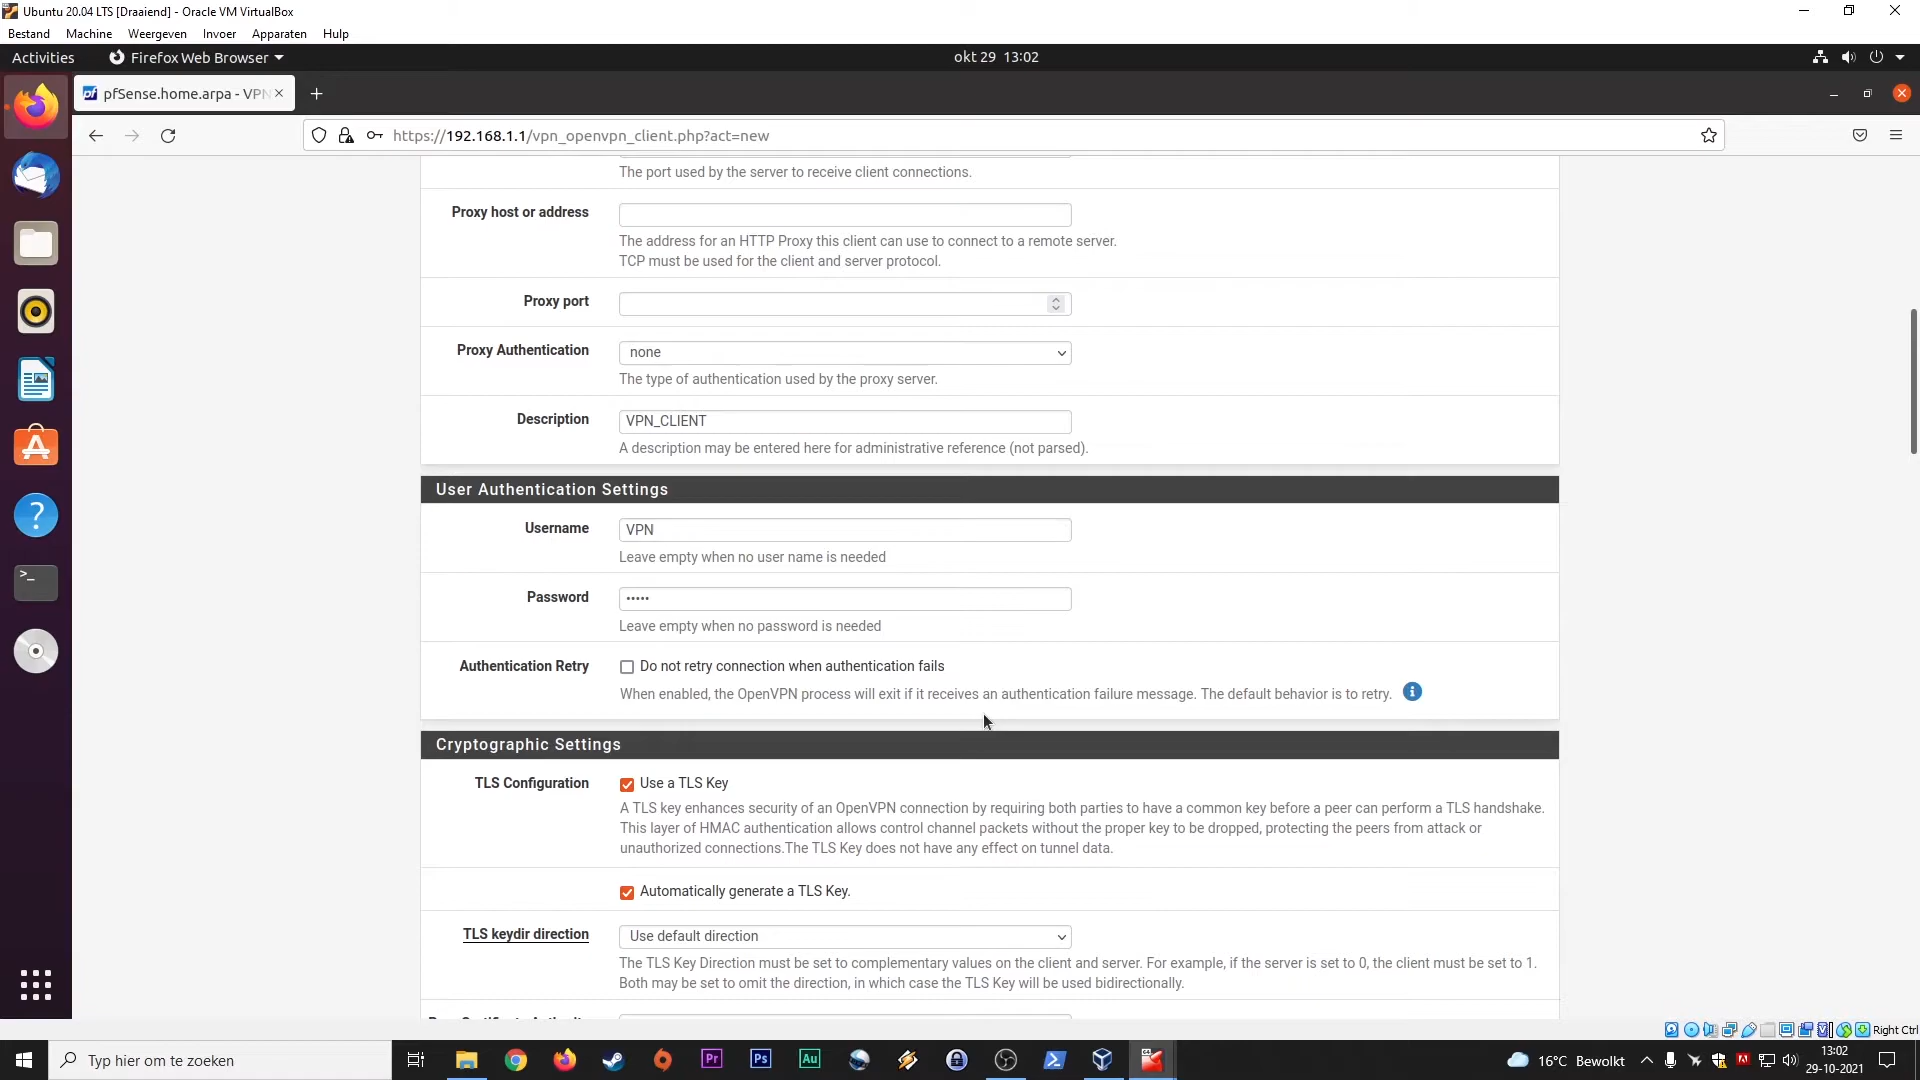 Ubuntu 20.04 LTS [Draaiend] - Oracle VM VirtualBox
Bestand Machine Weergeven Invoer Apparaten Hulp
Activities Firefox Web Browser okt 29 13:02
pfSense.home.arpa - VPN
https://192.168.1.1/vpn_openvpn_client.php?act=new
The port used by the server to receive client connections.
Proxy host or address
The address for an HTTP Proxy this client can use to connect to a remote server.
TCP must be used for the client and server protocol.
Proxy port
Proxy Authentication none
The type of authentication used by the proxy server.
Description VPN_CLIENT
A description may be entered here for administrative reference (not parsed).
User Authentication Settings
Username VPN
Leave empty when no user name is needed
Password •••••
Leave empty when no password is needed
Authentication Retry Do not retry connection when authentication fails
When enabled, the OpenVPN process will exit if it receives an authentication failure message. The default behavior is to retry.
Cryptographic Settings
TLS Configuration Use a TLS Key
A TLS key enhances security of an OpenVPN connection by requiring both parties to have a common key before a peer can perform a TLS handshake.
This layer of HMAC authentication allows control channel packets without the proper key to be dropped, protecting the peers from attack or
unauthorized connections.The TLS Key does not have any effect on tunnel data.
Automatically generate a TLS Key.
TLS keydir direction Use default direction
The TLS Key Direction must be set to complementary values on the client and server. For example, if the server is set to 0, the client must be set to 1.
Both may be set to omit the direction, in which case the TLS Key will be used bidirectionally.
Right Ctrl
Typ hier om te zoeken
Pr Ps Au
16°C Bewolkt
13:02
29-10-2021